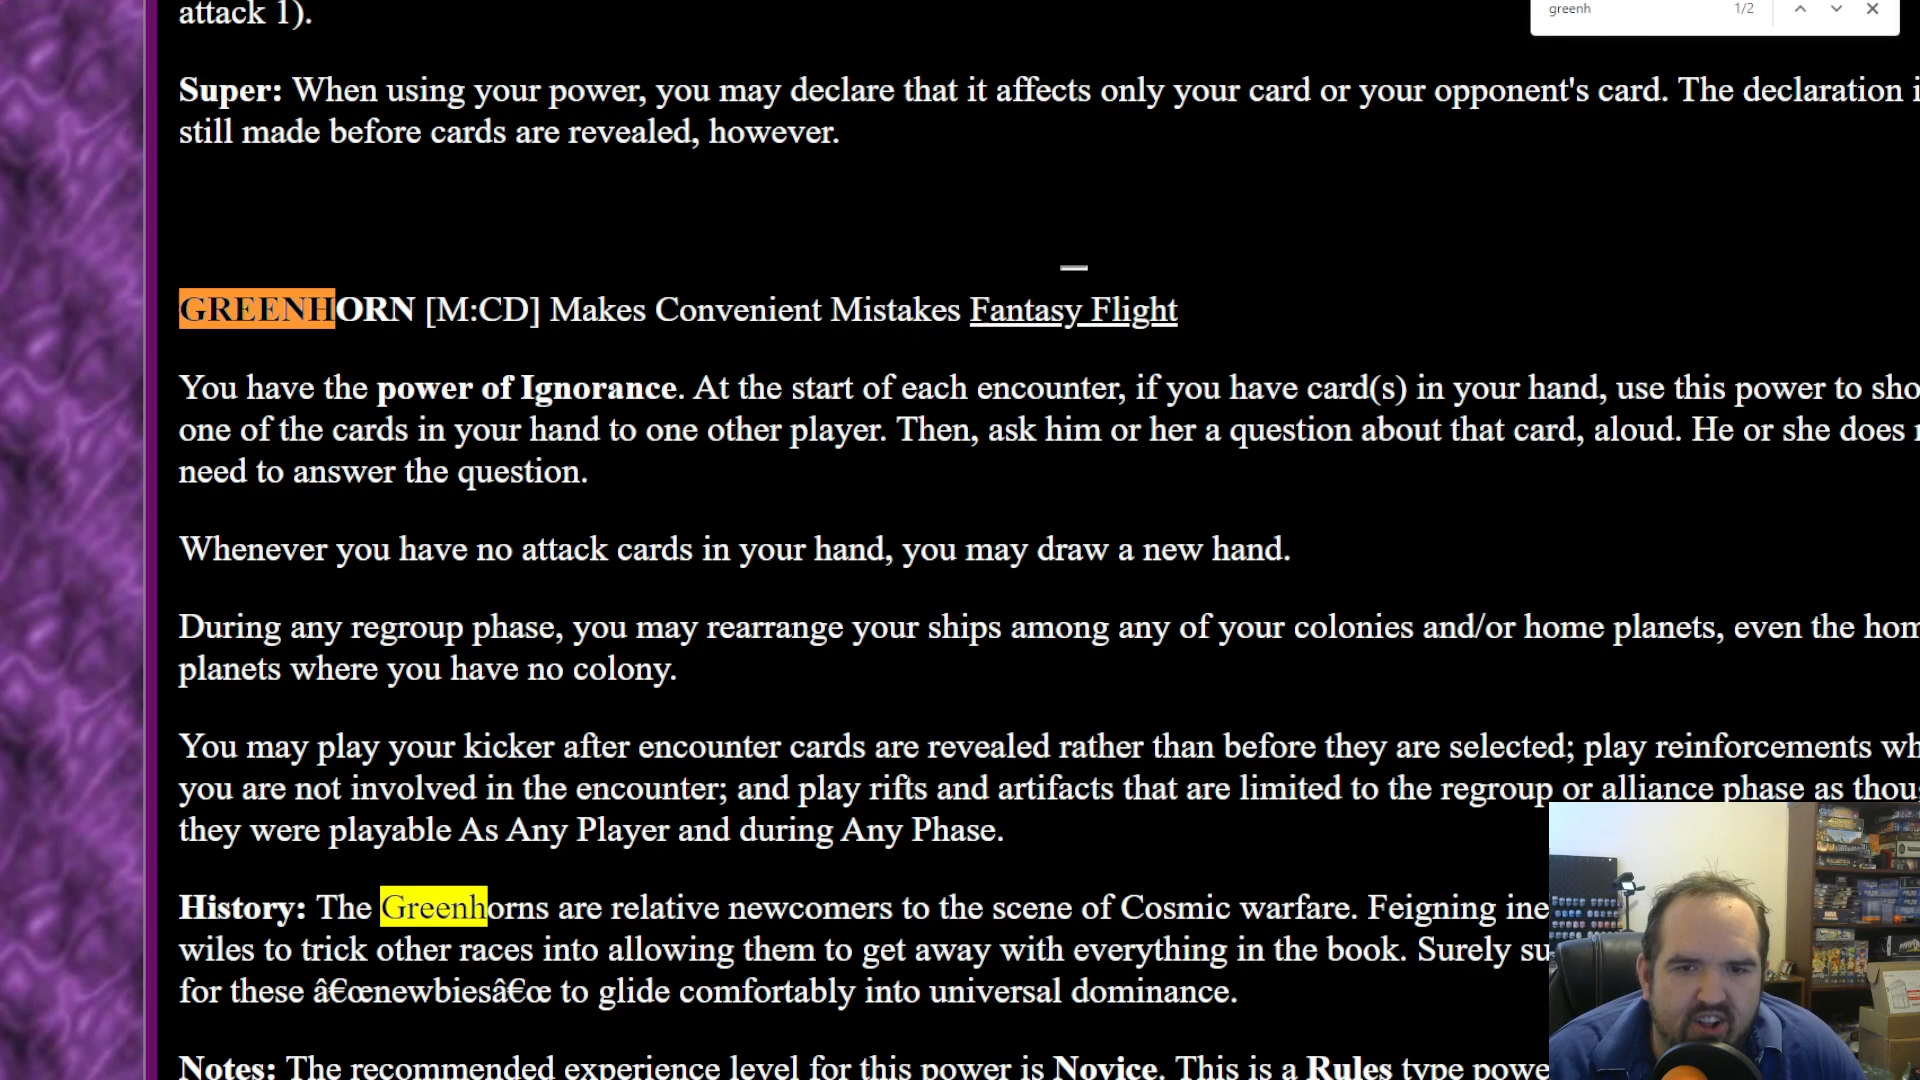 attack 1).
greenh
1/2
Super: When using your power, you may declare that it affects only your card or your opponent's card. The declaration
still made before cards are revealed, however.
GREENHORN [M:CD] Makes Convenient Mistakes Fantasy Flight
You have the power of Ignorance. At the start of each encounter, if you have card(s) in your hand, use this power to
one of the cards in your hand to one other player. Then, ask him or her a question about that card, aloud. He or she does
need to answer the question.
Whenever you have no attack cards in your hand, you may draw a new hand.
During any regroup phase, you may rearrange your ships among any of your colonies and/or home planets, even the
planets where you have no colony.
You may play your kicker after encounter cards are revealed rather than before they are selected; play reinforcements
you are not involved in the encounter; and play rifts and artifacts that are limited to the regroup or alliance phase as
they were playable As Any Player and during Any Phase.
History: The Greenhorns are relative newcomers to the scene of Cosmic warfare. Feigning
wiles to trick other races into allowing them to get away with everything in the book. Surely
for these â€œnewbiesâ€œ to glide comfortably into universal dominance.
Notes: The recommended experience level for this power is Novice. This is a Rules type